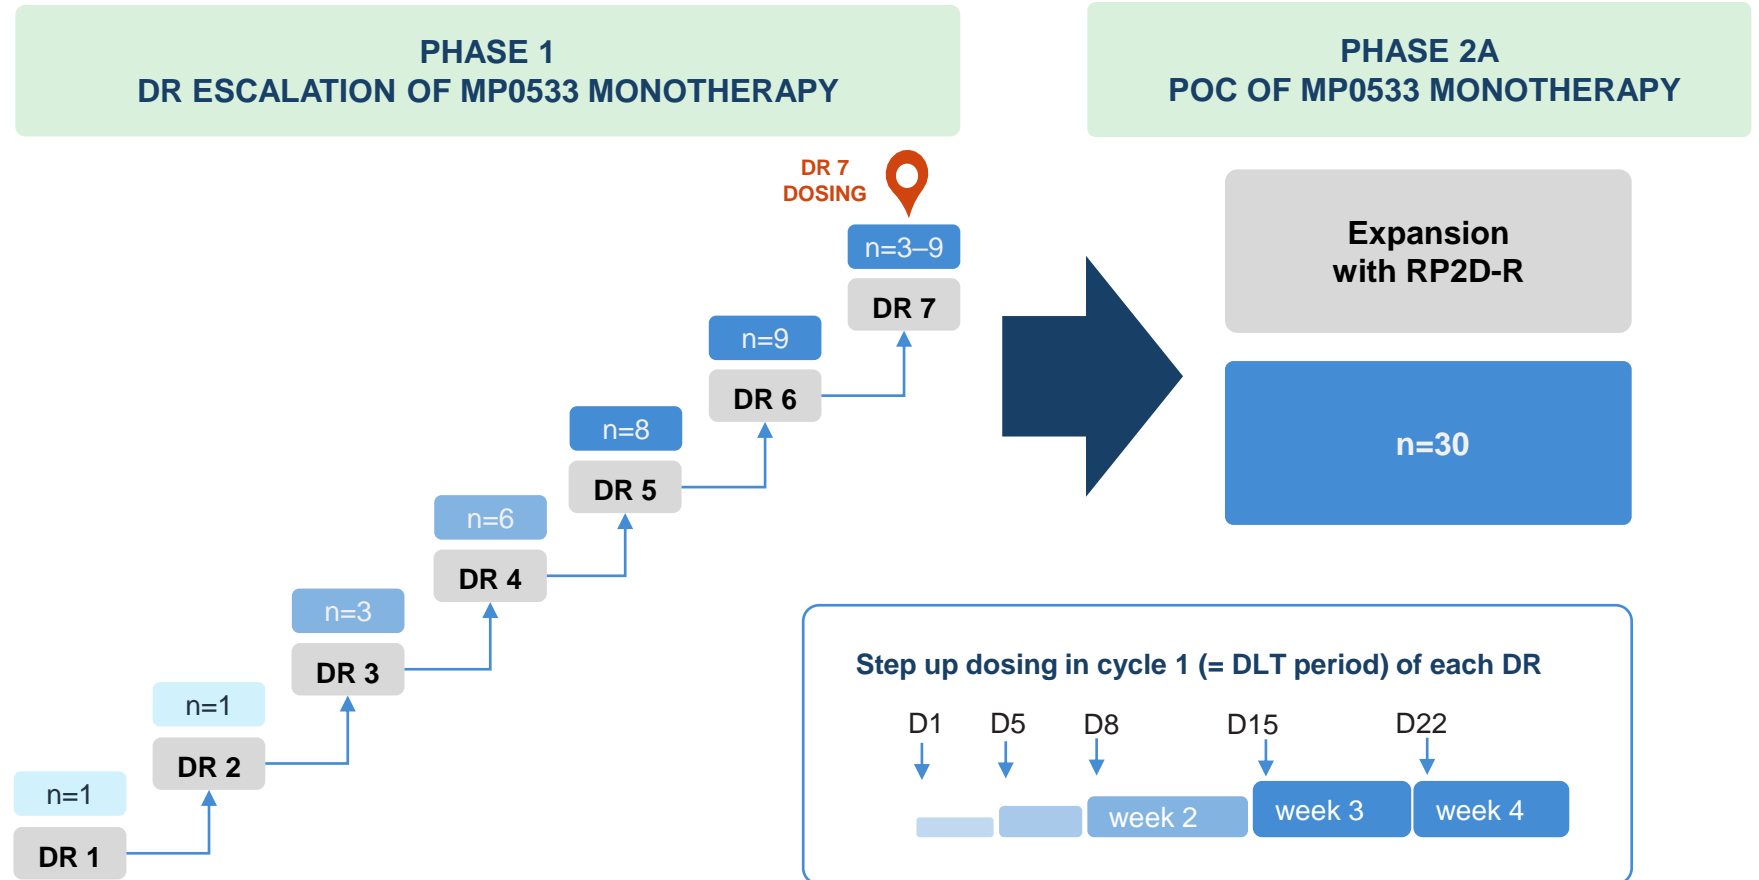 PHASE 1
DR ESCALATION OF MP0533 MONOTHERAPY
PHASE 2A
POC OF MP0533 MONOTHERAPY
DR 7
DOSING
n=3–9
DR 7
n=9
DR 6
n=8
DR 5
n=6
DR 4
n=3
DR 3
n=1
DR 2
n=1
DR 1
Expansion
with RP2D-R
n=30
Step up dosing in cycle 1 (= DLT period) of each DR
D1 D5 D8 D15 D22
week 2 week 3 week 4